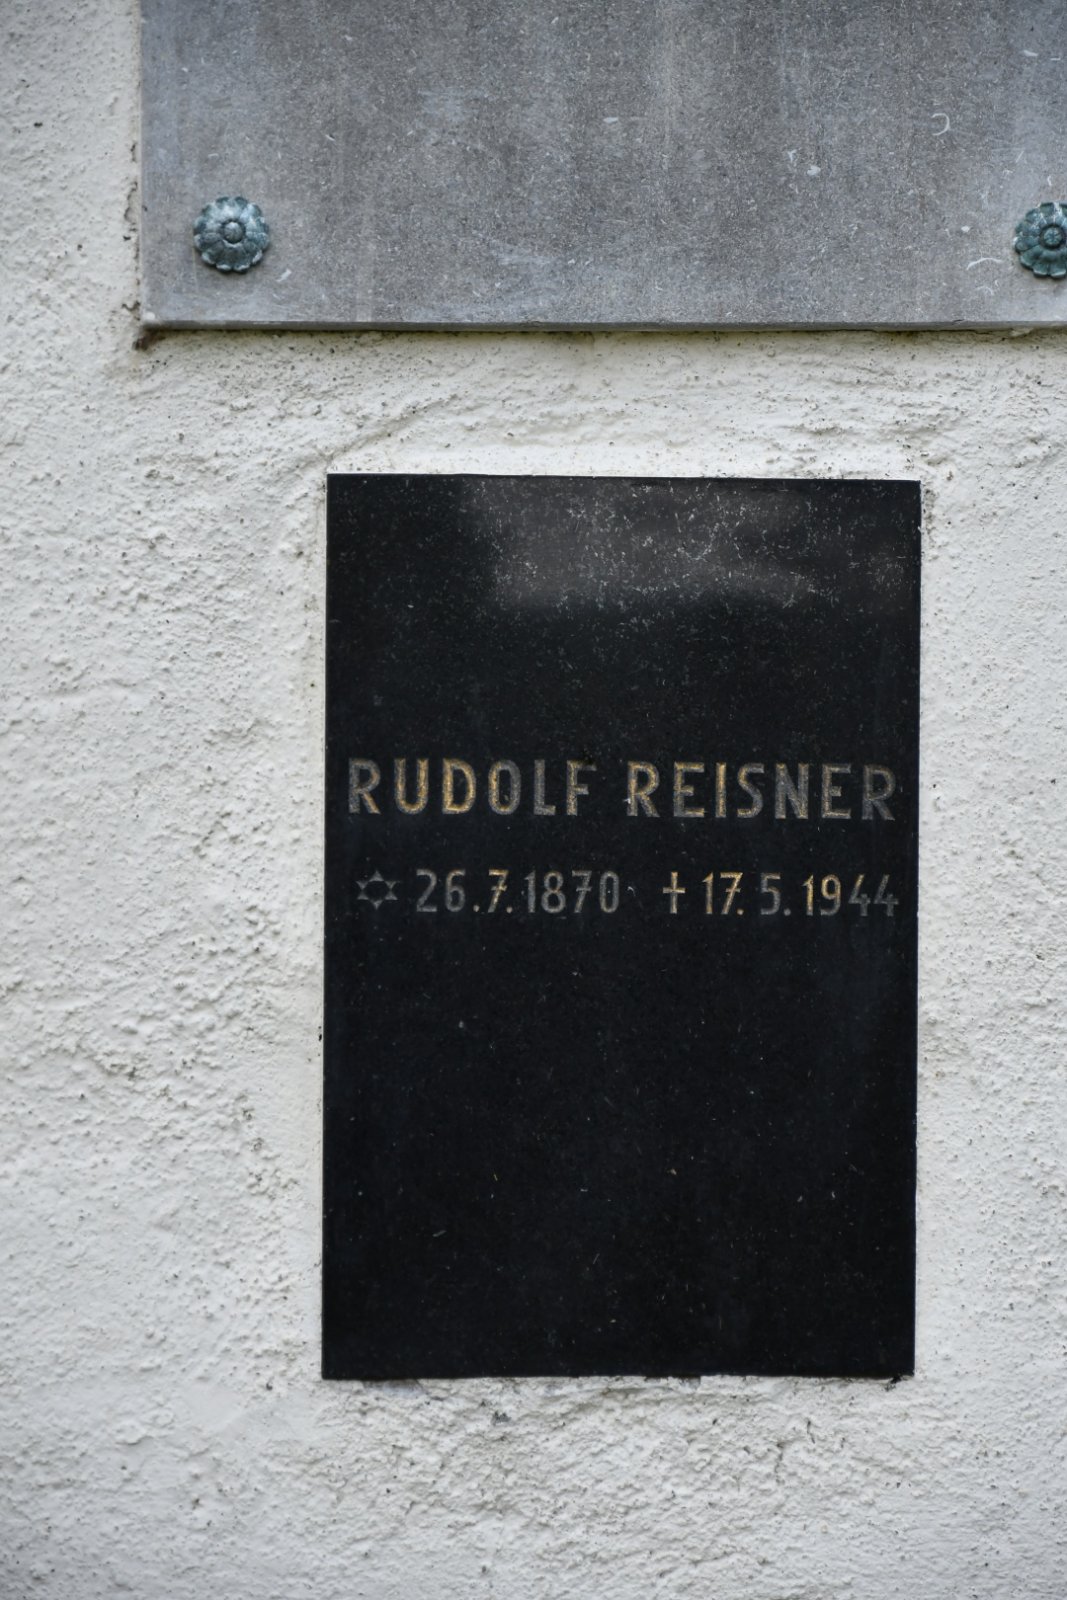 RUDOLF REISNER
✡ 26.7.1870 † 17.5.1944